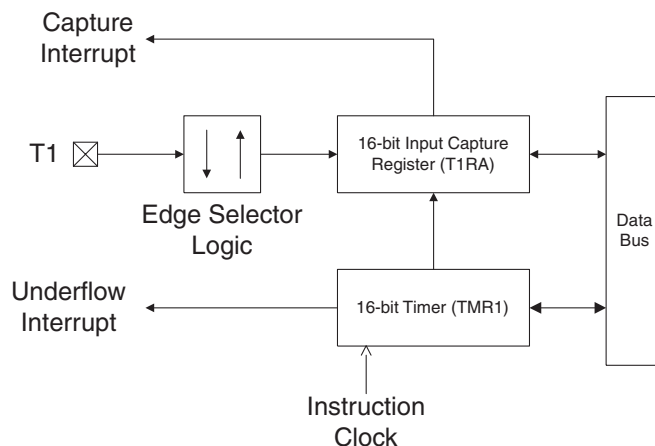 Capture
Interrupt
T1
16-bit Input Capture
Register (T1RA)
Edge Selector
Logic
Data
Bus
Underflow
Interrupt
16-bit Timer (TMR1)
Instruction
Clock